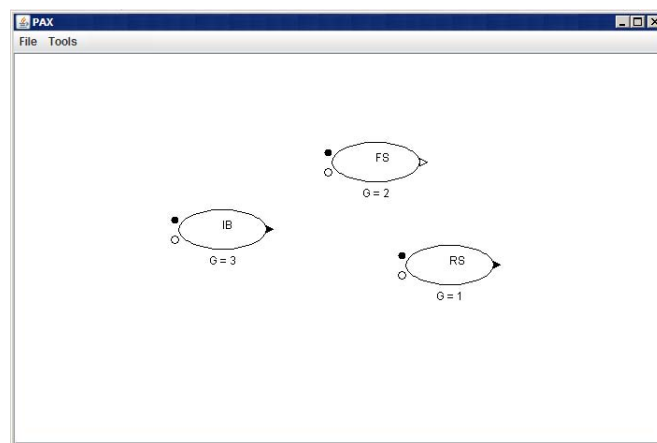 PAX
File Tools
FS
G = 2
IB
G = 3
RS
G = 1